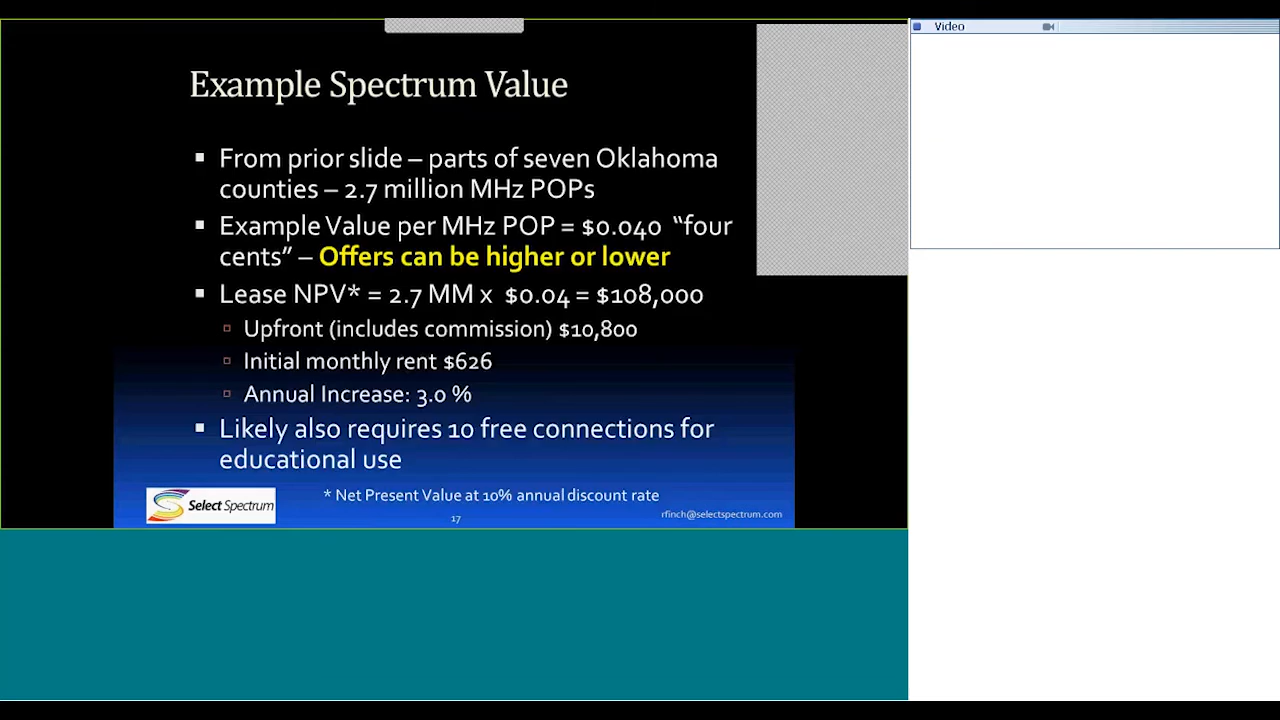 Video
Example Spectrum Value
▪ From prior slide – parts of seven Oklahoma
counties – 2.7 million MHz POPs
▪ Example Value per MHz POP = $0.040 “four
cents” – Offers can be higher or lower
▪ Lease NPV* = 2.7 MM x $0.04 = $108,000
▫ Upfront (includes commission) $10,800
▫ Initial monthly rent $626
▫ Annual Increase: 3.0 %
▪ Likely also requires 10 free connections for
educational use
* Net Present Value at 10% annual discount rate
Select Spectrum
17
rfinch@selectspectrum.com